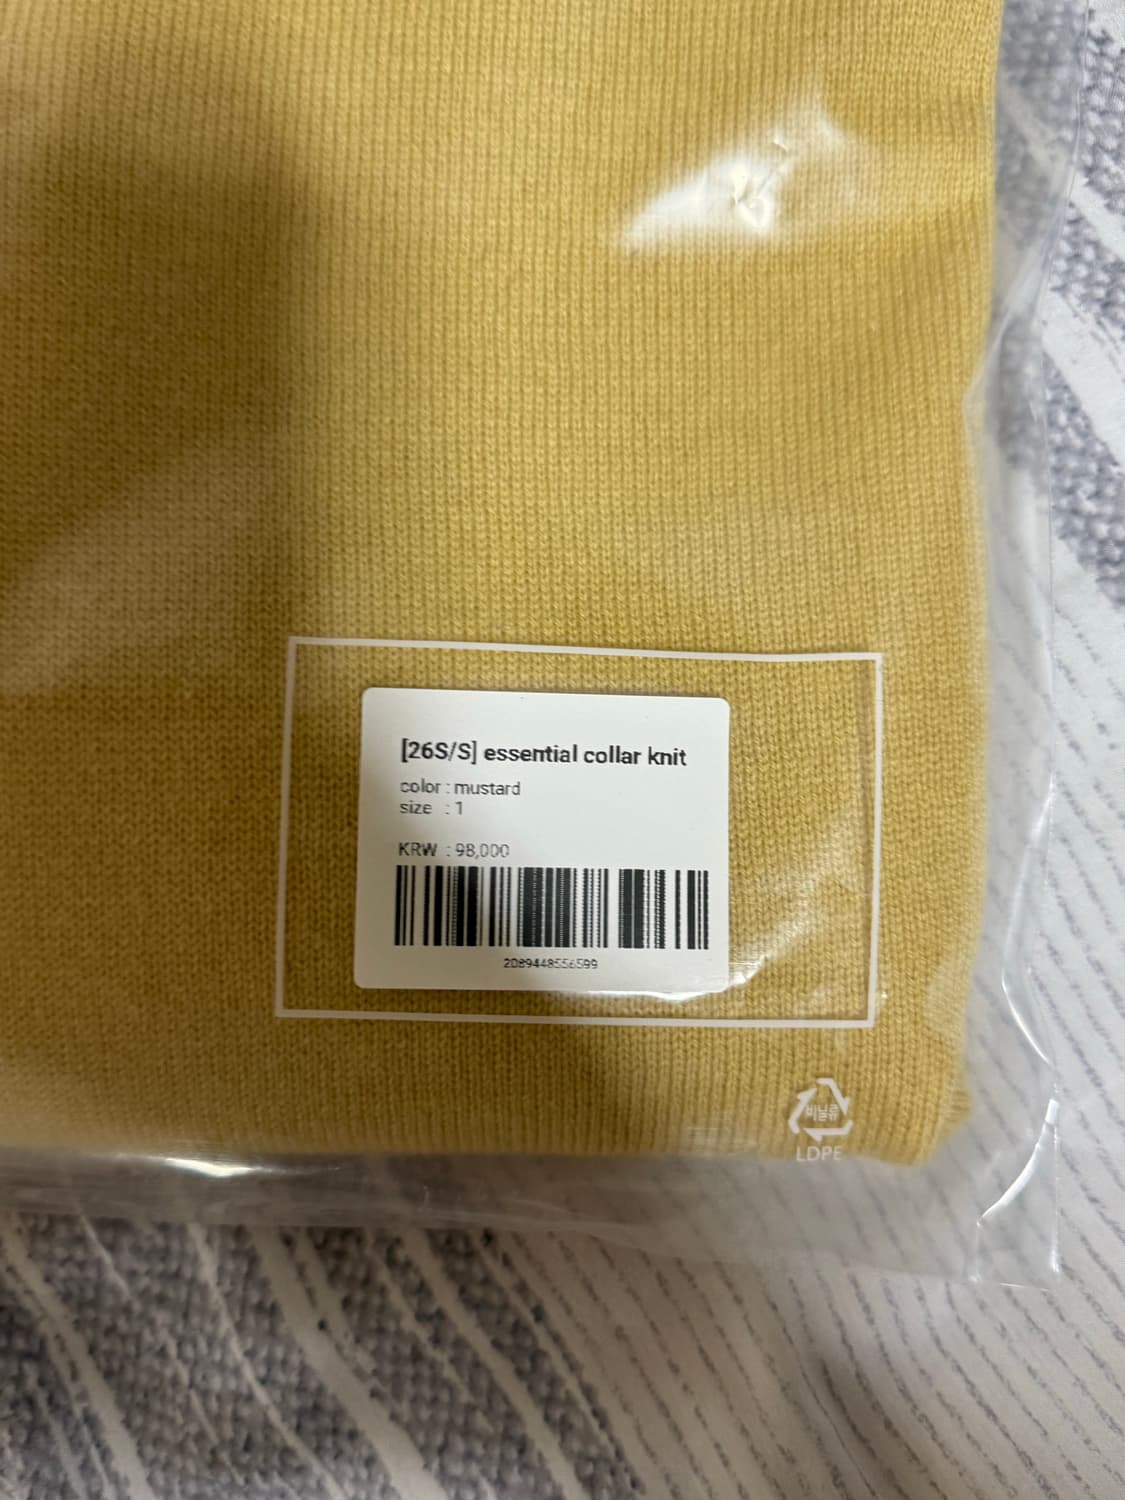 [26S/S] essential collar knit
color : mustard
size : 1
KRW : 98,000
2089448556599
비닐류
LDPE